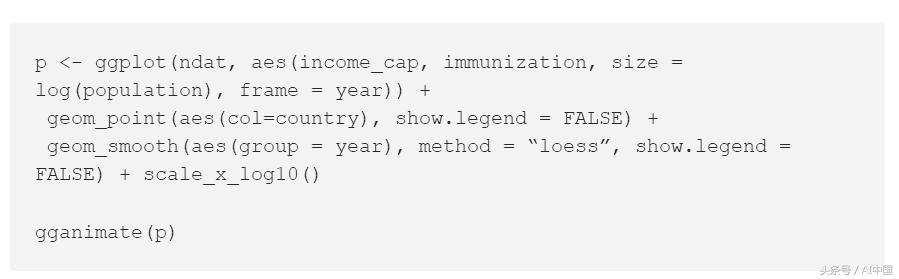 p <- ggplot(ndat, aes(income_cap, immunization, size =
log(population), frame = year)) +
 geom_point(aes(col=country), show.legend = FALSE) +
 geom_smooth(aes(group = year), method = “loess”, show.legend =
FALSE) + scale_x_log10()

gganimate(p)
头条号 / AI中国